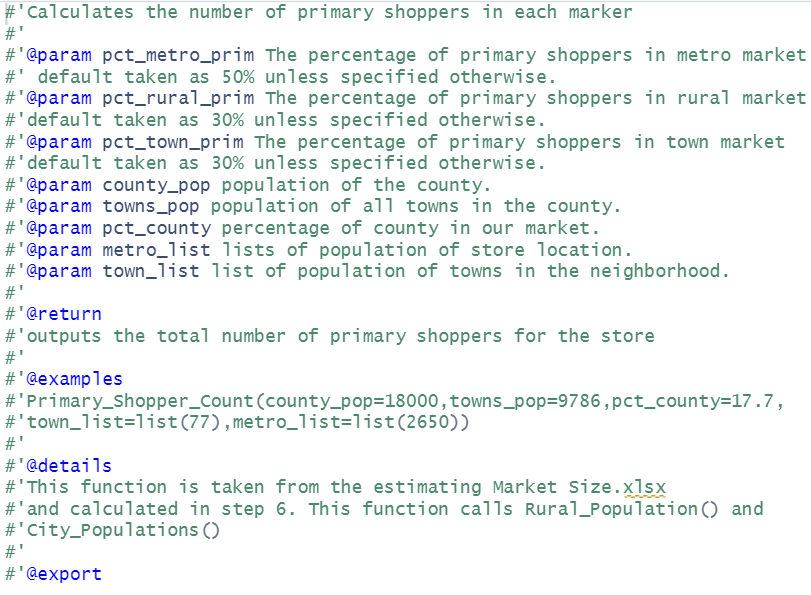 #'Calculates the number of primary shoppers in each marker
#'
#'@param pct_metro_prim The percentage of primary shoppers in metro market
#' default taken as 50% unless specified otherwise.
#'@param pct_rural_prim The percentage of primary shoppers in rural market
#'default taken as 30% unless specified otherwise.
#'@param pct_town_prim The percentage of primary shoppers in town market
#'default taken as 30% unless specified otherwise.
#'@param county_pop population of the county.
#'@param towns_pop population of all towns in the county.
#'@param pct_county percentage of county in our market.
#'@param metro_list lists of population of store location.
#'@param town_list list of population of towns in the neighborhood.
#'
#'@return
#'outputs the total number of primary shoppers for the store
#'
#'@examples
#'Primary_Shopper_Count(county_pop=18000,towns_pop=9786,pct_county=17.7,
#'town_list=list(77),metro_list=list(2650))
#'
#'@details
#'This function is taken from the estimating Market Size.xlsx
#'and calculated in step 6. This function calls Rural_Population() and
#'City_Populations()
#'
#'@export